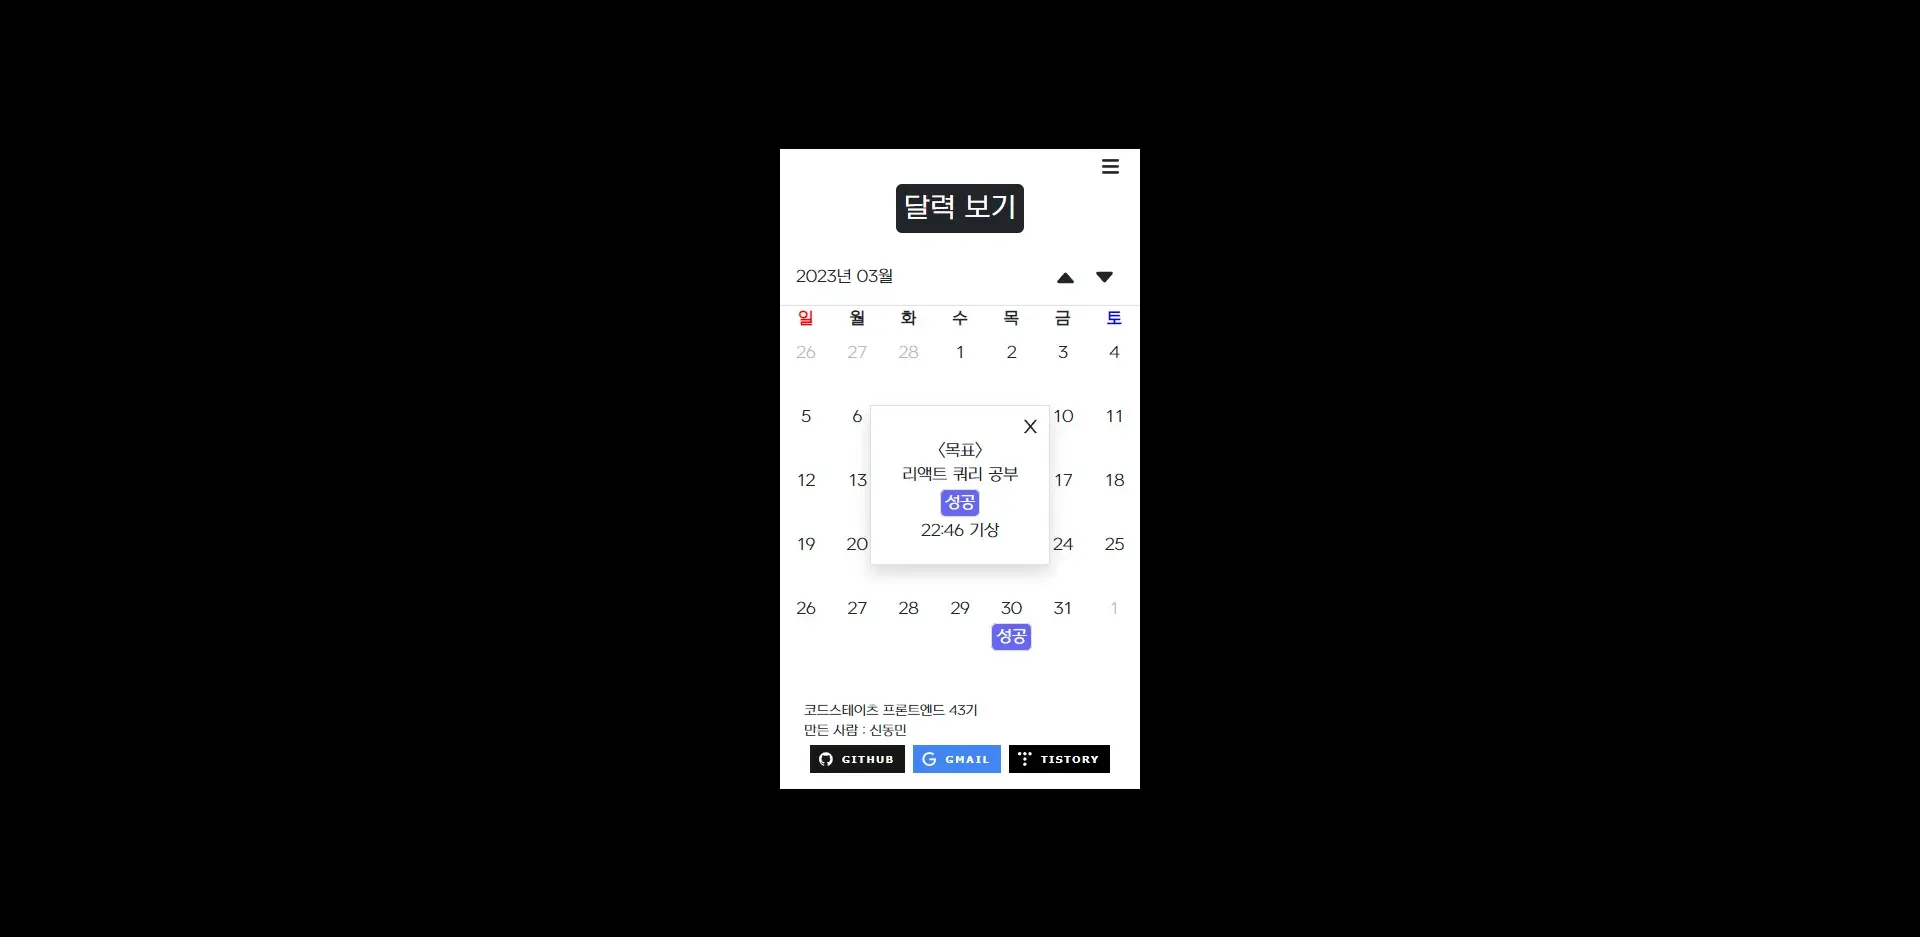 달력 보기
2023년 03월
일 월 화 수 목 금 토
26 27 28 1 2 3 4
5 6 10 11
X
<목표>
리액트 쿼리 공부
12 13 17 18
성공
22:46 기상
19 20 24 25
26 27 28 29 30 31 1
성공
코드스테이츠 프론트엔드 43기
만든 사람 : 신동민
GITHUB GMAIL TISTORY